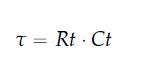 τ = Rt · Ct